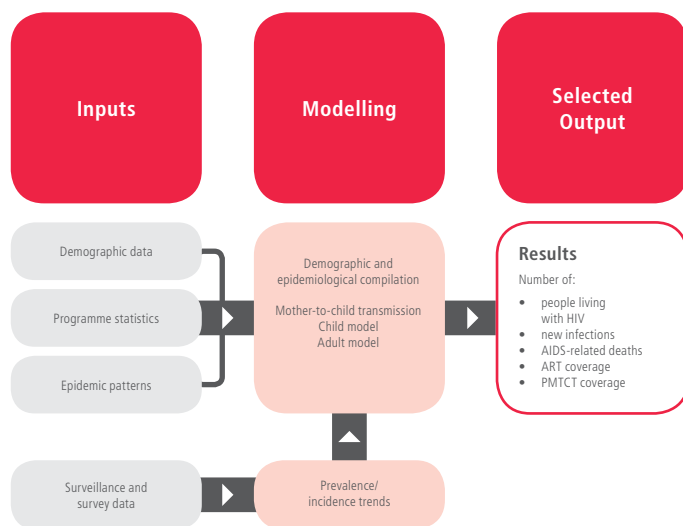 Inputs
Modelling
Selected
Output
Demographic data
Programme statistics
Epidemic patterns
Surveillance and
survey data
Demographic and
epidemiological compilation
Mother-to-child transmission
Child model
Adult model
Prevalence/
incidence trends
Results
Number of:
• people living
with HIV
• new infections
• AIDS-related deaths
• ART coverage
• PMTCT coverage